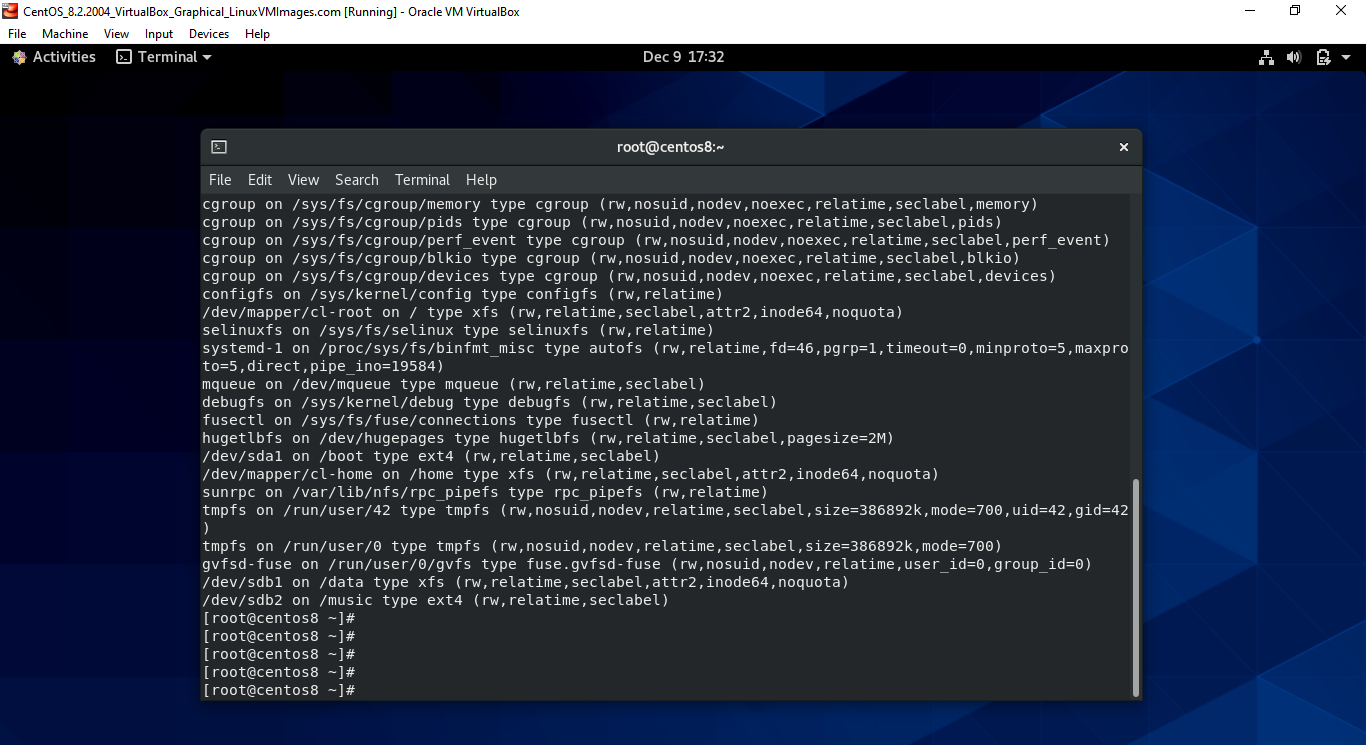 CentOS_8.2.2004_VirtualBox_Graphical_LinuxVMImages.com [Running] - Oracle VM VirtualBox
File Machine View Input Devices Help
Activities Terminal Dec 9 17:32
root@centos8:~
File Edit View Search Terminal Help
cgroup on /sys/fs/cgroup/memory type cgroup (rw,nosuid,nodev,noexec,relatime,seclabel,memory)
cgroup on /sys/fs/cgroup/pids type cgroup (rw,nosuid,nodev,noexec,relatime,seclabel,pids)
cgroup on /sys/fs/cgroup/perf_event type cgroup (rw,nosuid,nodev,noexec,relatime,seclabel,perf_event)
cgroup on /sys/fs/cgroup/blkio type cgroup (rw,nosuid,nodev,noexec,relatime,seclabel,blkio)
cgroup on /sys/fs/cgroup/devices type cgroup (rw,nosuid,nodev,noexec,relatime,seclabel,devices)
configfs on /sys/kernel/config type configfs (rw,relatime)
/dev/mapper/cl-root on / type xfs (rw,relatime,seclabel,attr2,inode64,noquota)
selinuxfs on /sys/fs/selinux type selinuxfs (rw,relatime)
systemd-1 on /proc/sys/fs/binfmt_misc type autofs (rw,relatime,fd=46,pgrp=1,timeout=0,minproto=5,maxpro
to=5,direct,pipe_ino=19584)
mqueue on /dev/mqueue type mqueue (rw,relatime,seclabel)
debugfs on /sys/kernel/debug type debugfs (rw,relatime,seclabel)
fusectl on /sys/fs/fuse/connections type fusectl (rw,relatime)
hugetlbfs on /dev/hugepages type hugetlbfs (rw,relatime,seclabel,pagesize=2M)
/dev/sda1 on /boot type ext4 (rw,relatime,seclabel)
/dev/mapper/cl-home on /home type xfs (rw,relatime,seclabel,attr2,inode64,noquota)
sunrpc on /var/lib/nfs/rpc_pipefs type rpc_pipefs (rw,relatime)
tmpfs on /run/user/42 type tmpfs (rw,nosuid,nodev,relatime,seclabel,size=386892k,mode=700,uid=42,gid=42
)
tmpfs on /run/user/0 type tmpfs (rw,nosuid,nodev,relatime,seclabel,size=386892k,mode=700)
gvfsd-fuse on /run/user/0/gvfs type fuse.gvfsd-fuse (rw,nosuid,nodev,relatime,user_id=0,group_id=0)
/dev/sdb1 on /data type xfs (rw,relatime,seclabel,attr2,inode64,noquota)
/dev/sdb2 on /music type ext4 (rw,relatime,seclabel)
[root@centos8 ~]#
[root@centos8 ~]#
[root@centos8 ~]#
[root@centos8 ~]#
[root@centos8 ~]#